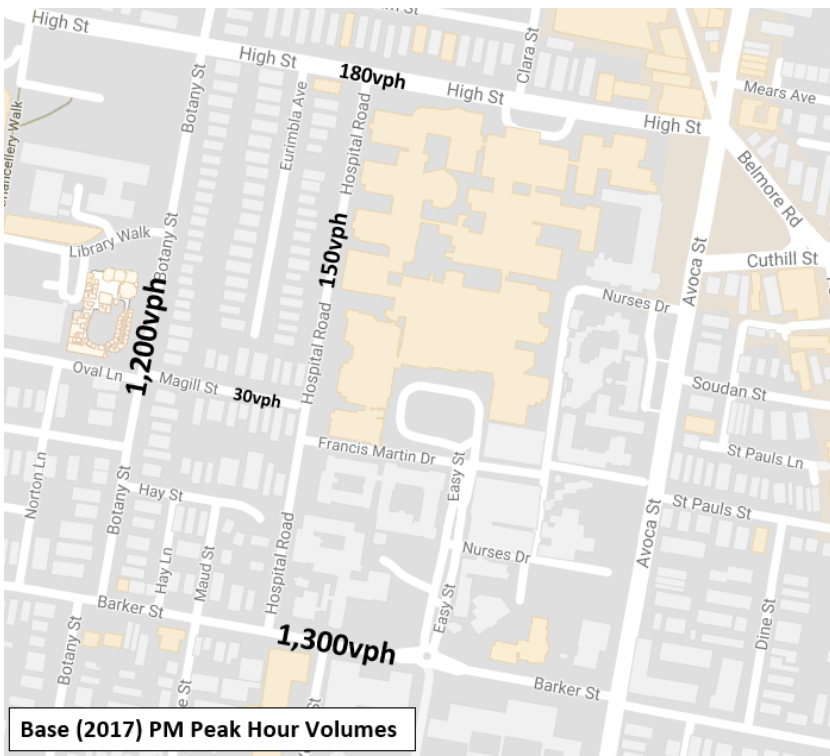 High St
High St
180vph
High St
High St
Clara St
Mears Ave
Belmore Rd
Botany St
Eurimbla Ave
Hospital Road
Library Walk
Botany St
150vph
Avoca St
Cuthill St
Nurses Dr
1,200vph
Hospital Road
Oval Ln
Magill St
30vph
Soudan St
Francis Martin Dr
Easy St
St Pauls Ln
Norton Ln
Botany St
Hay St
St Pauls St
Avoca St
Hospital Road
Nurses Dr
Hay Ln
Maud St
Easy St
Barker St
1,300vph
Dine St
Botany St
Barker St
Base (2017) PM Peak Hour Volumes